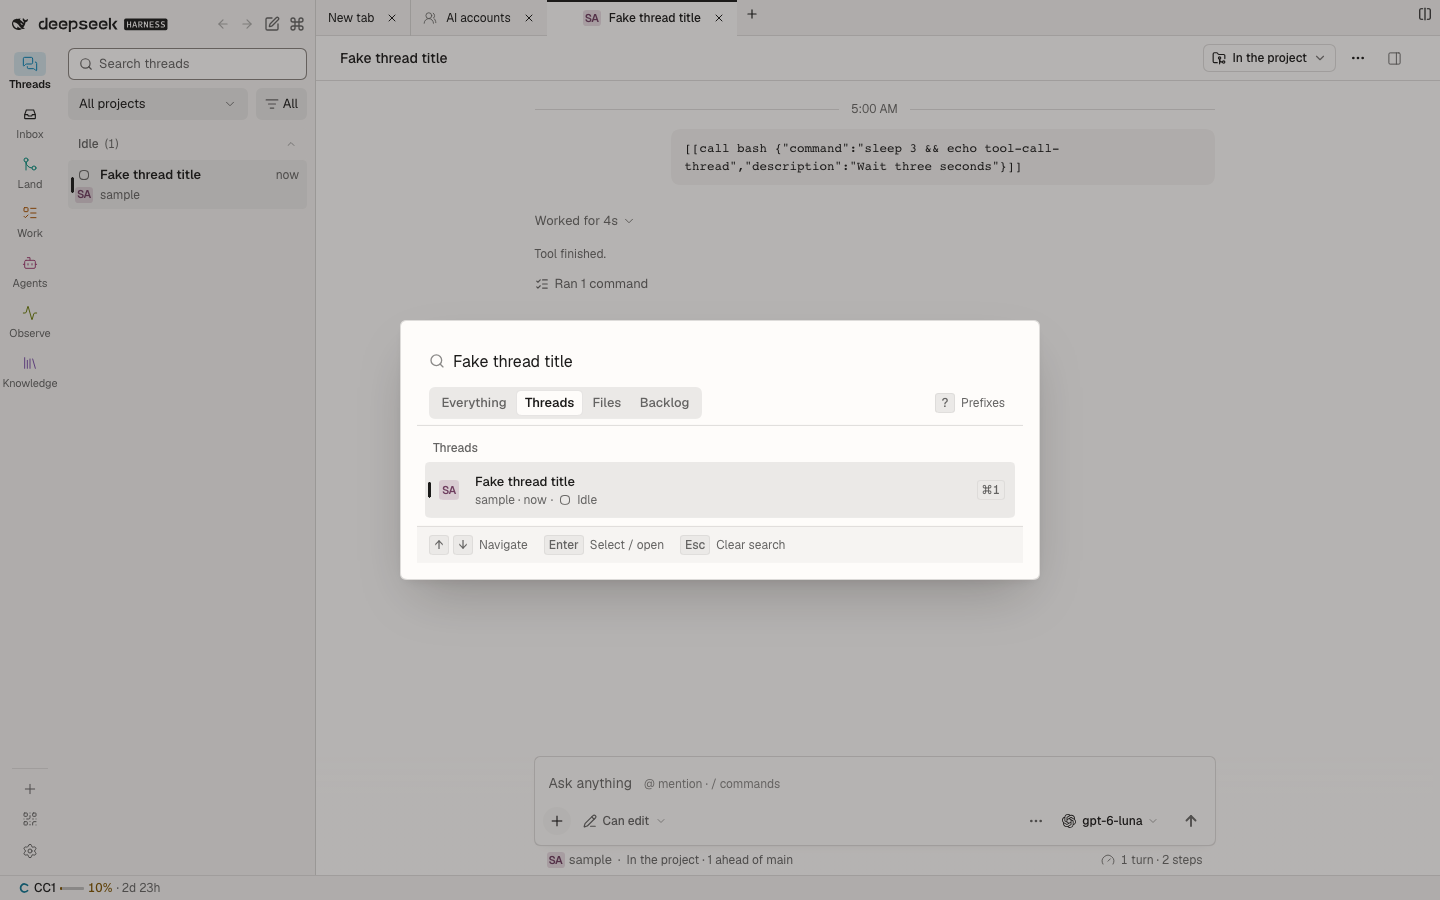 deepseek HARNESS
New tab
AI accounts
SA Fake thread title
Threads
Inbox
Land
Work
Agents
Observe
Knowledge
Search threads
All projects
All
Idle (1)
Fake thread title now
SA sample
Fake thread title
In the project
5:00 AM
[[call bash {"command":"sleep 3 && echo tool-call-
thread","description":"Wait three seconds"}]]
Worked for 4s
Tool finished.
Ran 1 command
Fake thread title
Everything Threads Files Backlog
? Prefixes
Threads
SA Fake thread title
sample · now · Idle
⌘1
Navigate Enter Select / open Esc Clear search
Ask anything @ mention · / commands
Can edit
gpt-6-luna
SA sample · In the project · 1 ahead of main
1 turn · 2 steps
C CC1 10% · 2d 23h